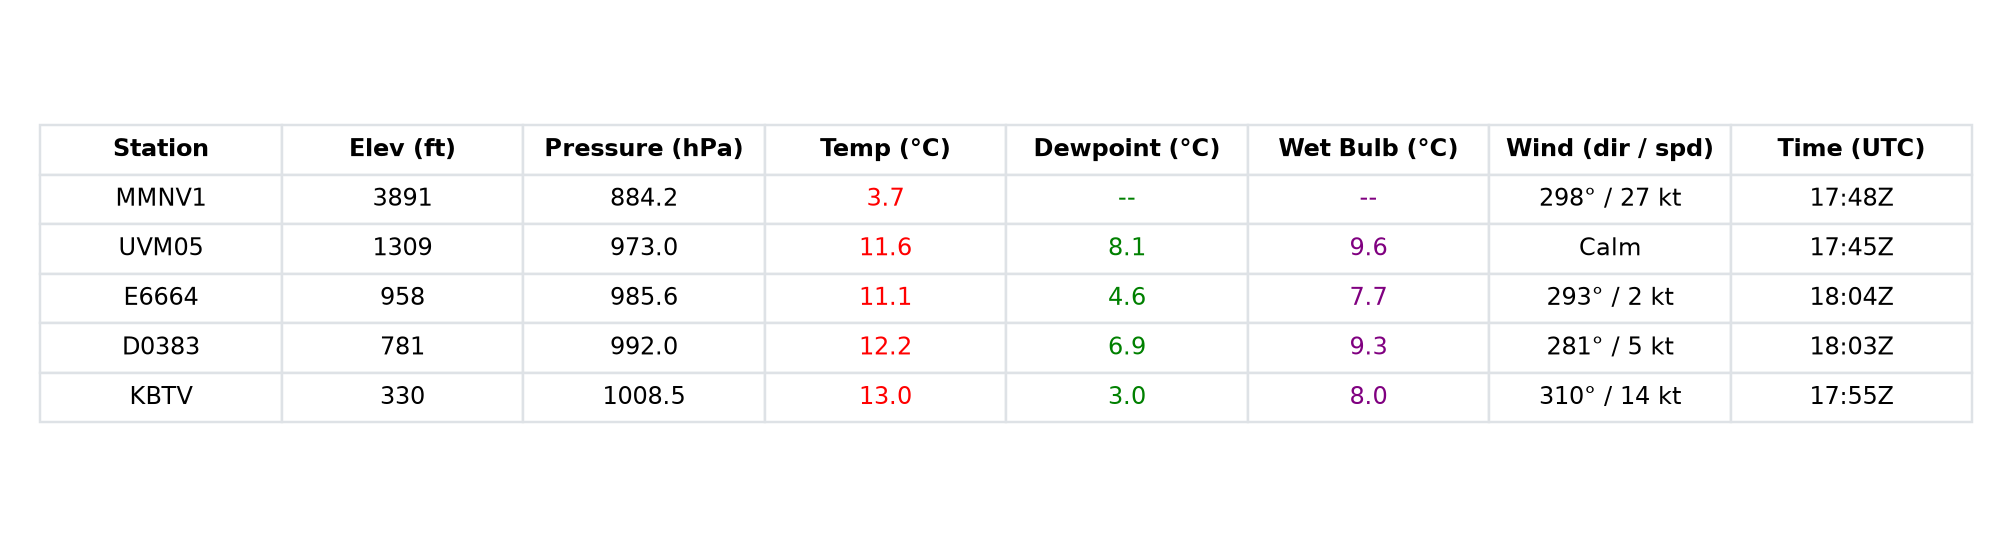 Station Elev (ft) Pressure (hPa) Temp (°C) Dewpoint (°C) Wet Bulb (°C) Wind (dir / spd) Time (UTC)
MMNV1 3891 884.2 3.7 -- -- 298° / 27 kt 17:48Z
UVM05 1309 973.0 11.6 8.1 9.6 Calm 17:45Z
E6664 958 985.6 11.1 4.6 7.7 293° / 2 kt 18:04Z
D0383 781 992.0 12.2 6.9 9.3 281° / 5 kt 18:03Z
KBTV 330 1008.5 13.0 3.0 8.0 310° / 14 kt 17:55Z